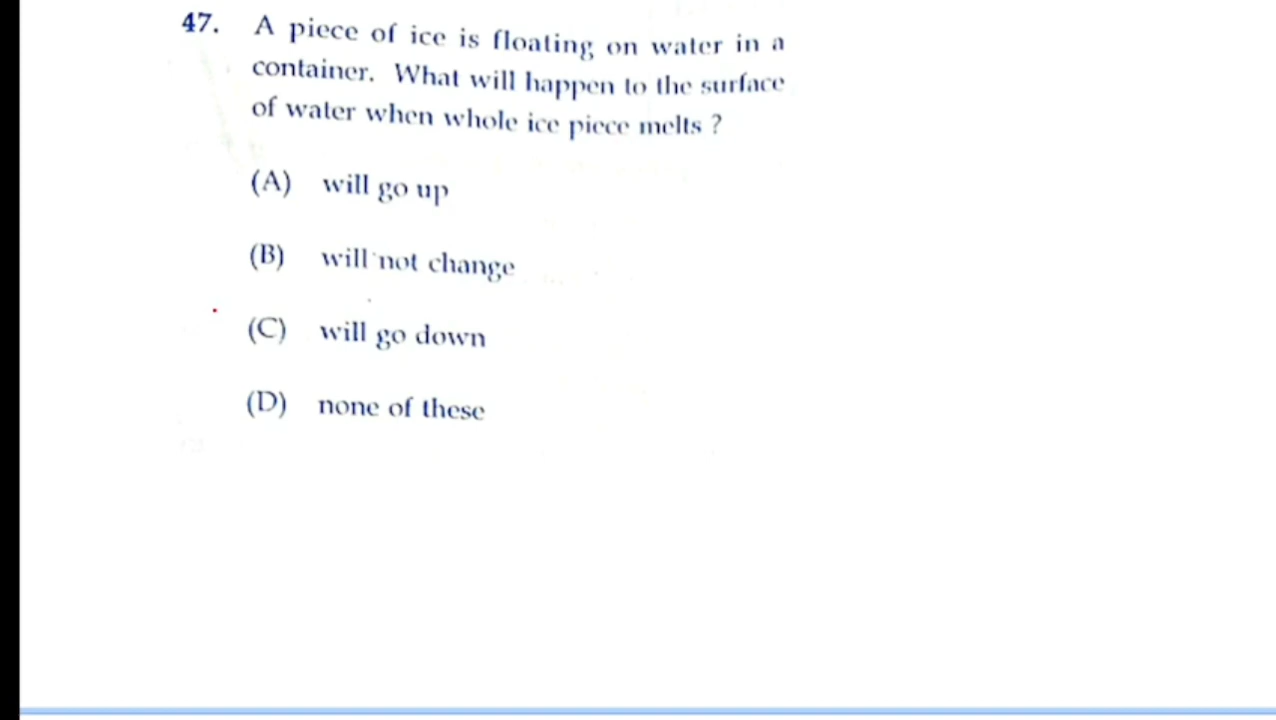 47. A piece of ice is floating on water in a
container. What will happen to the surface
of water when whole ice piece melts ?
(A) will go up
(B) will not change
(C) will go down
(D) none of these